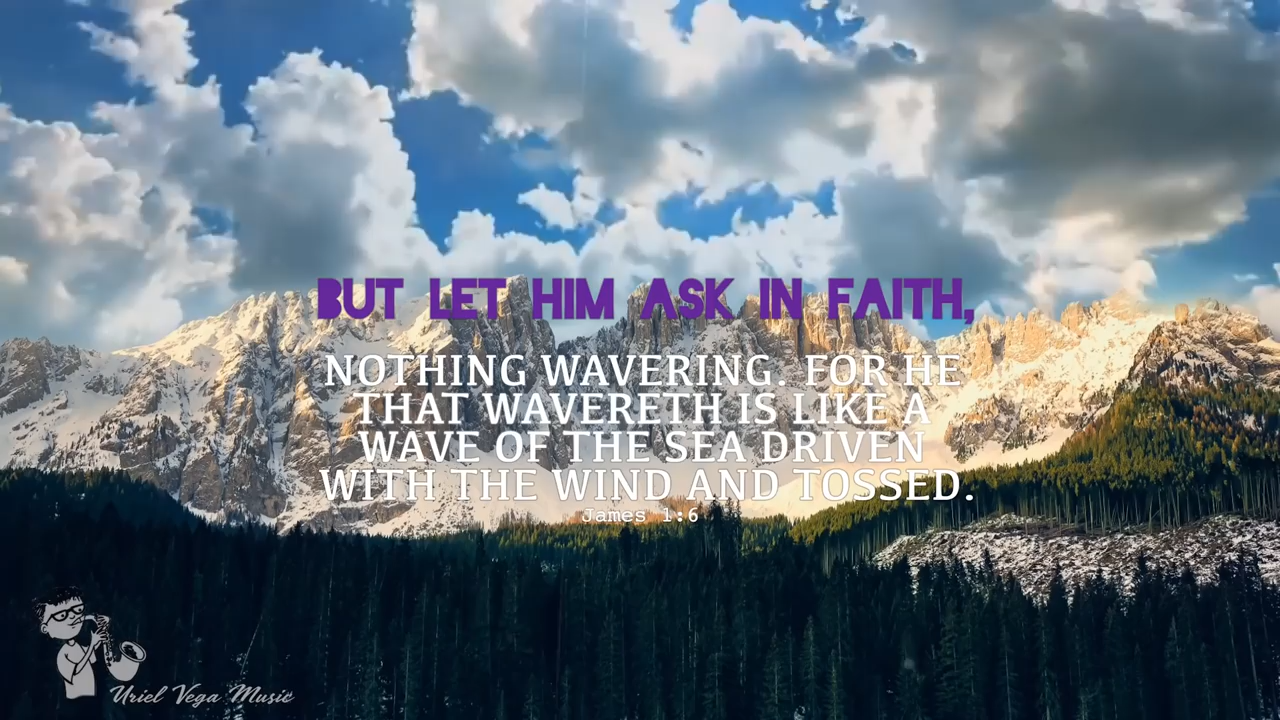 BUT LET HIM ASK IN FAITH,
NOTHING WAVERING. FOR HE
THAT WAVERETH IS LIKE A
WAVE OF THE SEA DRIVEN
WITH THE WIND AND TOSSED.
James 1:6
Uriel Vega Music